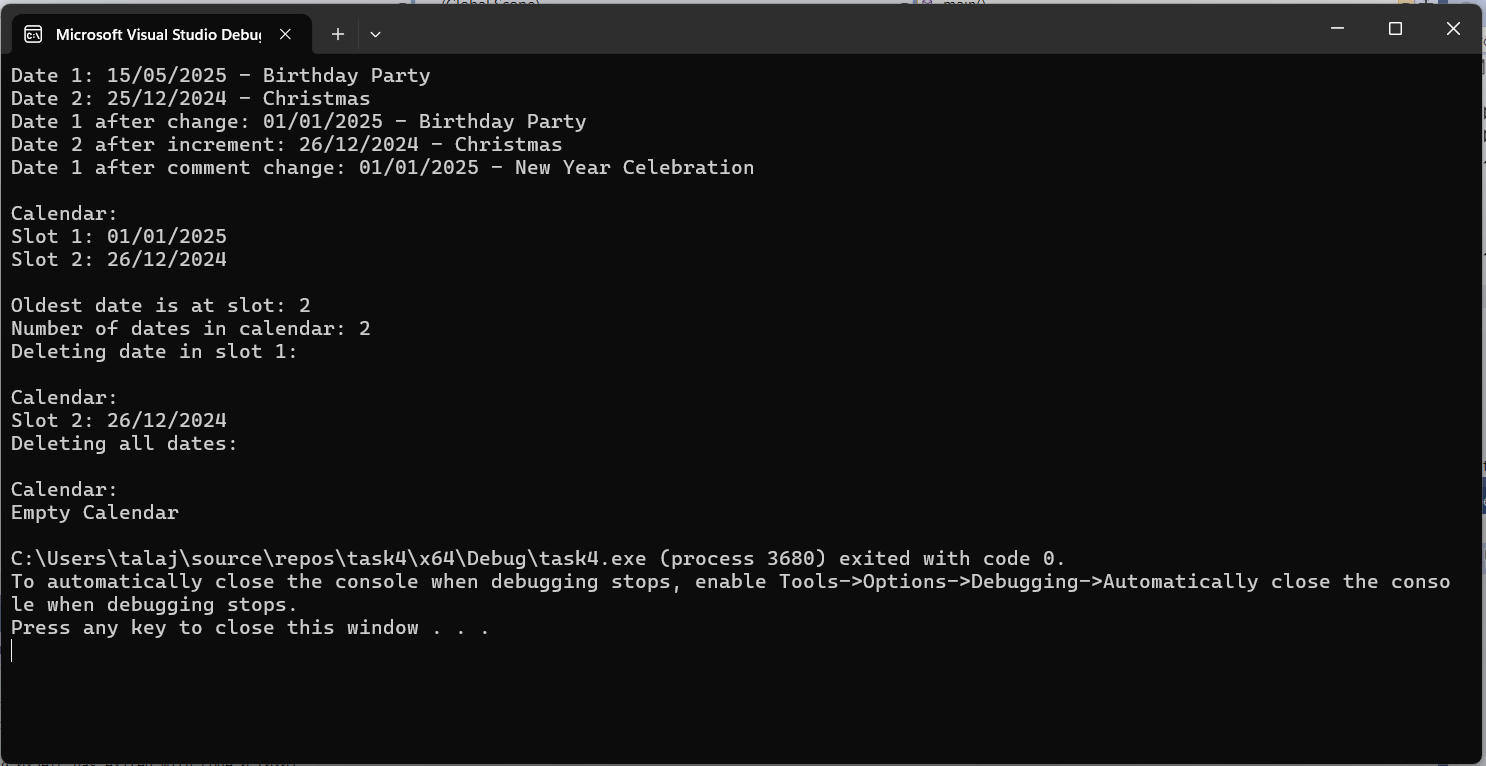 (Global Scope)
main()
Microsoft Visual Studio Debug
Date 1: 15/05/2025 - Birthday Party
Date 2: 25/12/2024 - Christmas
Date 1 after change: 01/01/2025 - Birthday Party
Date 2 after increment: 26/12/2024 - Christmas
Date 1 after comment change: 01/01/2025 - New Year Celebration
Calendar:
Slot 1: 01/01/2025
Slot 2: 26/12/2024
Oldest date is at slot: 2
Number of dates in calendar: 2
Deleting date in slot 1:
Calendar:
Slot 2: 26/12/2024
Deleting all dates:
Calendar:
Empty Calendar
C:\Users\talaj\source\repos\task4\x64\Debug\task4.exe (process 3680) exited with code 0.
To automatically close the console when debugging stops, enable Tools->Options->Debugging->Automatically close the conso
le when debugging stops.
Press any key to close this window . . .